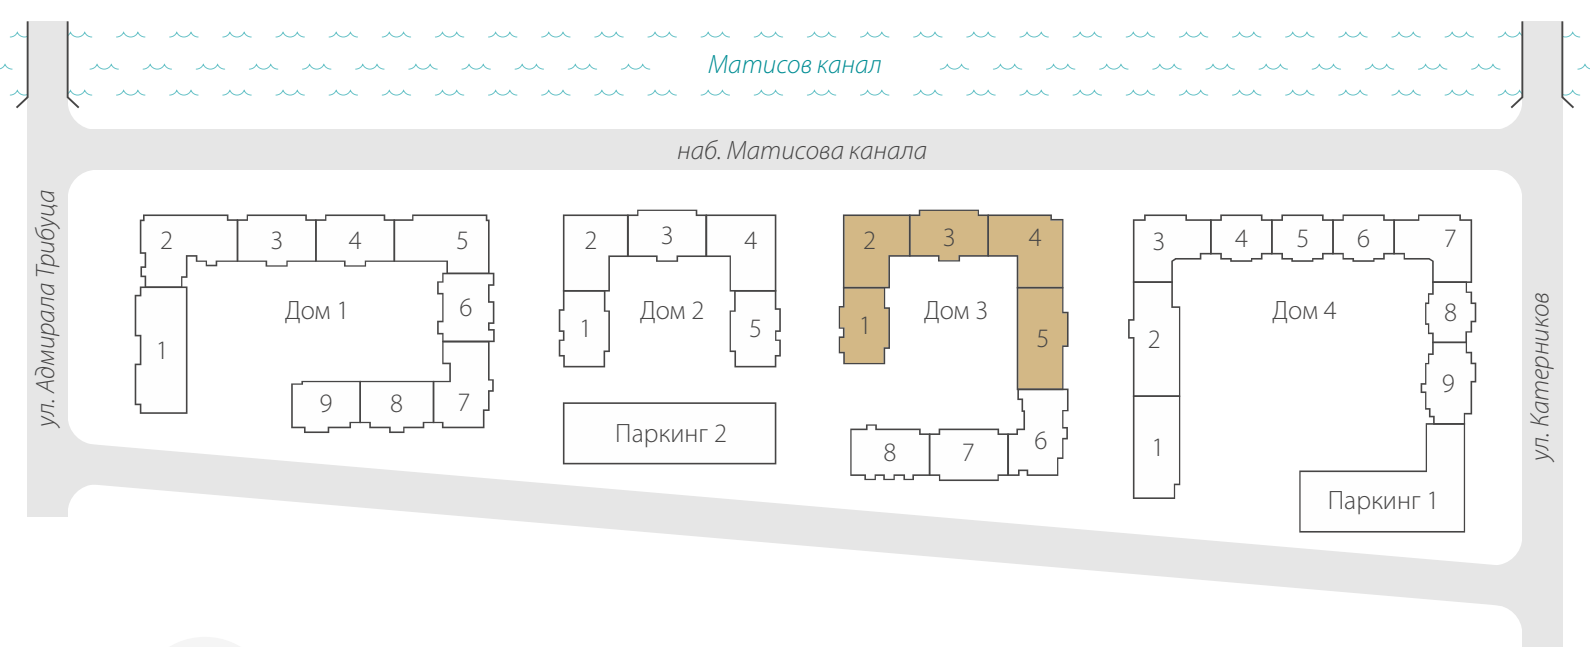 Матисов канал
наб. Матисова канала
ул. Адмирала Трибуца
ул. Катерников
2 3 4 5
Дом 1
6
1
9 8 7
2 3 4
Дом 2
1 5
Паркинг 2
2 3 4
Дом 3
1 5
8 7 6
3 4 5 6 7
Дом 4
8
2
9
1
Паркинг 1